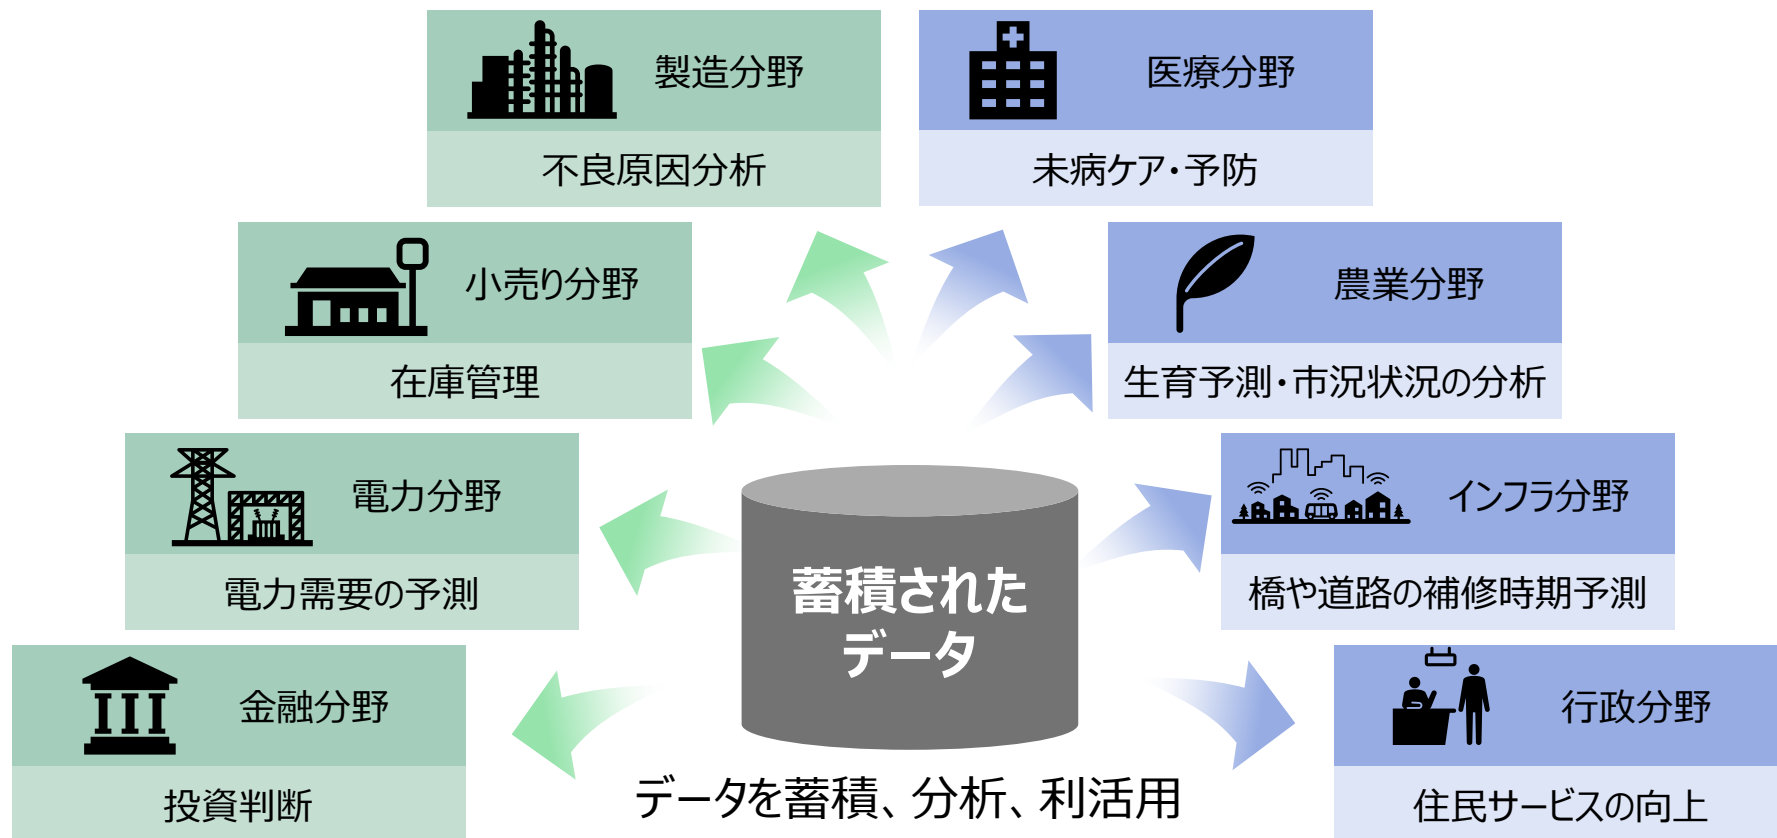 製造分野
不良原因分析
医療分野
未病ケア・予防
小売り分野
在庫管理
農業分野
生育予測・市況状況の分析
電力分野
電力需要の予測
インフラ分野
橋や道路の補修時期予測
金融分野
投資判断
行政分野
住民サービスの向上
蓄積された
データ
データを蓄積、分析、利活用